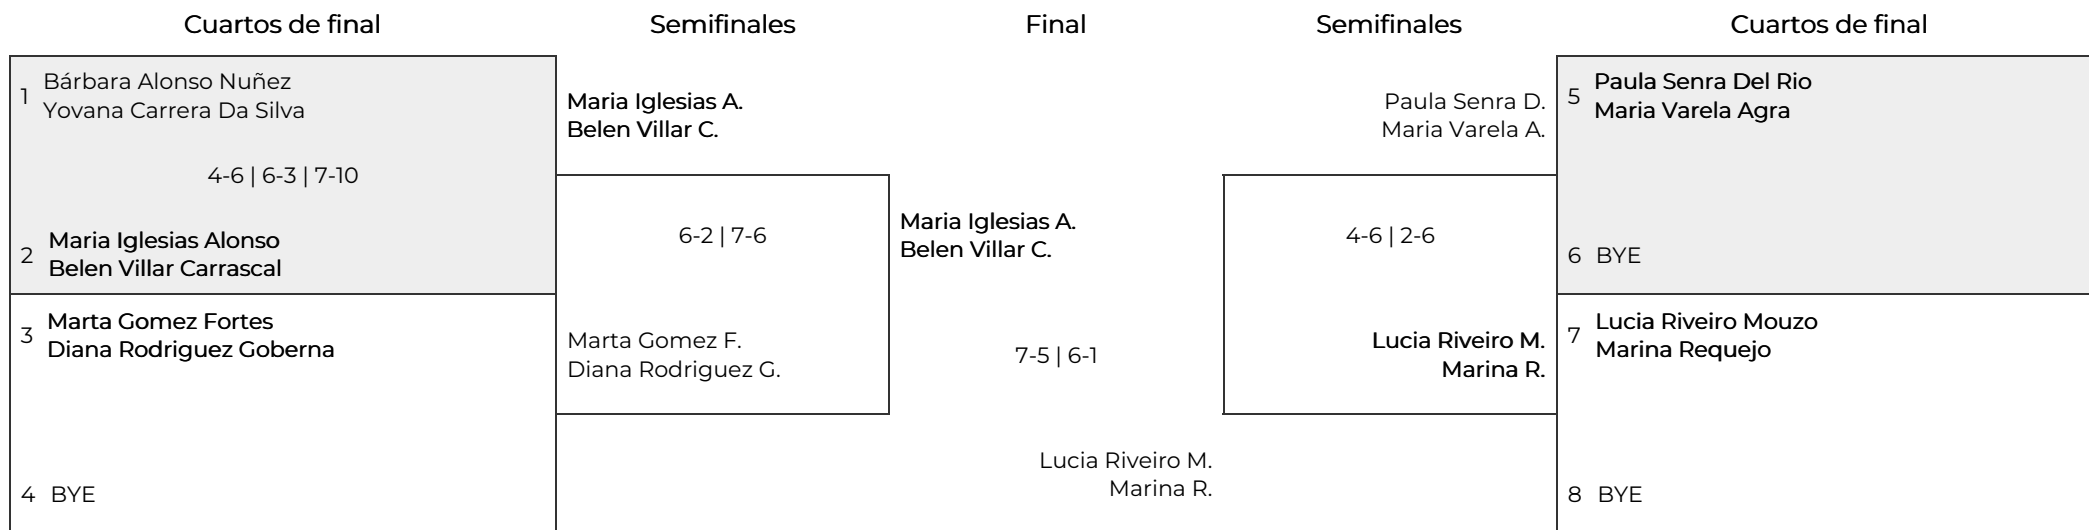 Cuartos de final
Semifinales
Final
Semifinales
Cuartos de final
1
Bárbara Alonso Nuñez
Yovana Carrera Da Silva
4-6 | 6-3 | 7-10
2
Maria Iglesias Alonso
Belen Villar Carrascal
3
Marta Gomez Fortes
Diana Rodriguez Goberna
4 BYE
Maria Iglesias A.
Belen Villar C.
6-2 | 7-6
Marta Gomez F.
Diana Rodriguez G.
Maria Iglesias A.
Belen Villar C.
7-5 | 6-1
Lucia Riveiro M.
Marina R.
Paula Senra D.
Maria Varela A.
4-6 | 2-6
Lucia Riveiro M.
Marina R.
5
Paula Senra Del Rio
Maria Varela Agra
6 BYE
7
Lucia Riveiro Mouzo
Marina Requejo
8 BYE